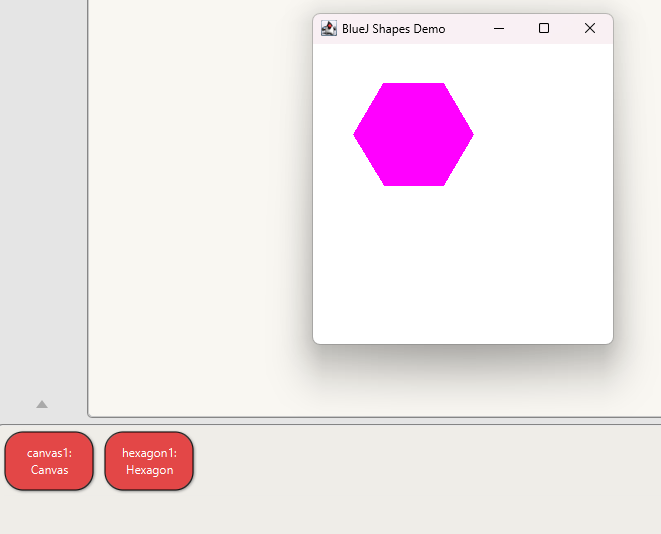 BlueJ Shapes Demo
canvas1:
Canvas
hexagon1:
Hexagon